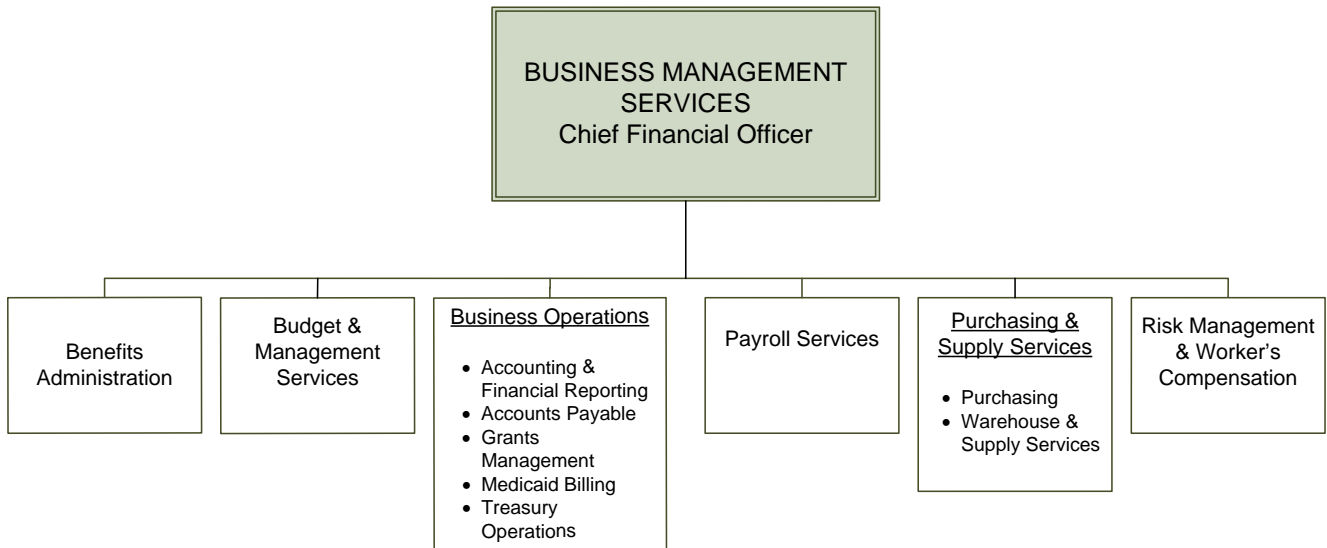 BUSINESS MANAGEMENT
SERVICES
Chief Financial Officer
Benefits
Administration
Budget &
Management
Services
Business Operations
• Accounting &
Financial Reporting
• Accounts Payable
• Grants
Management
• Medicaid Billing
• Treasury
Operations
Payroll Services
Purchasing &
Supply Services
• Purchasing
• Warehouse &
Supply Services
Risk Management
& Worker's
Compensation